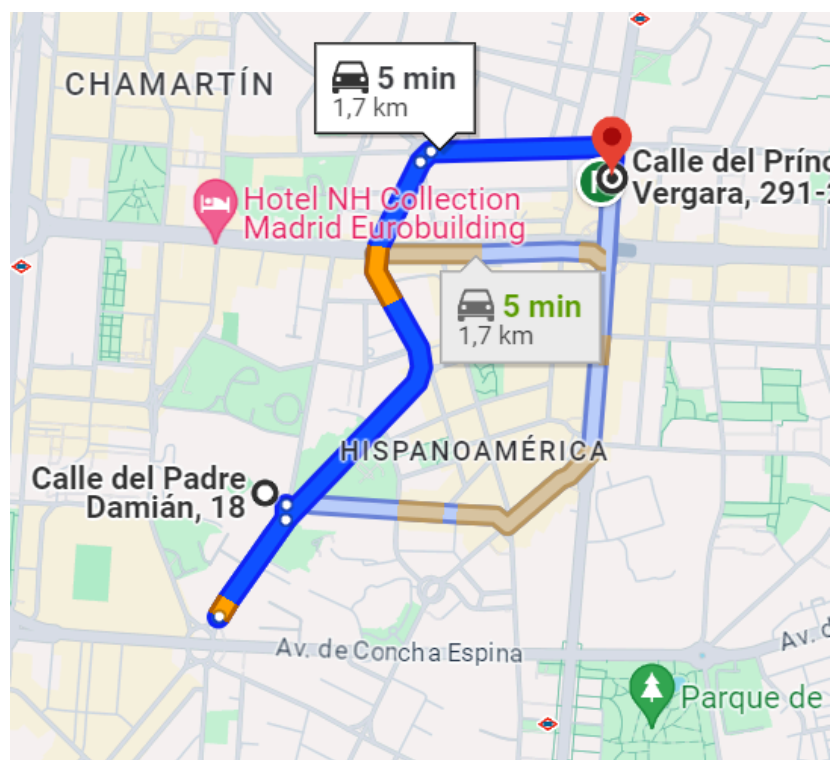 CHAMARTÍN
5 min
1,7 km
Calle del Prínc
Vergara, 291-2
Hotel NH Collection
Madrid Eurobuilding
5 min
1,7 km
HISPANOAMÉRICA
Calle del Padre
Damián, 18
Av. de Concha Espina
Av. d
Parque de